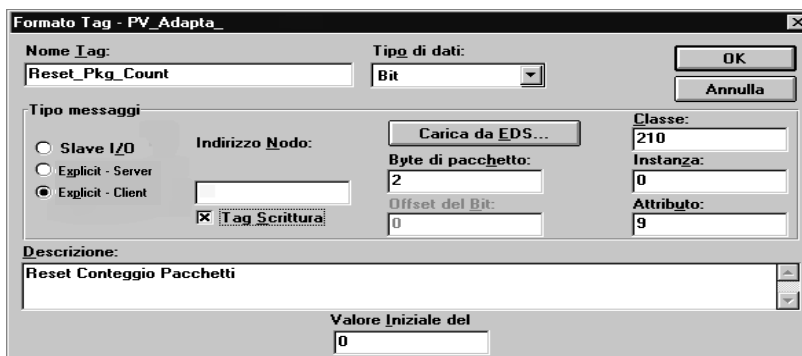 Formato Tag - PV_Adapta_
Nome Tag:
Reset_Pkg_Count
Tipo di dati:
Bit
OK
Annulla
Tipo messaggi
Slave I/O
Explicit - Server
Explicit - Client
Indirizzo Nodo:
Tag Scrittura
Carica da EDS...
Byte di pacchetto:
2
Offset del Bit:
0
Classe:
210
Instanza:
0
Attributo:
9
Descrizione:
Reset Conteggio Pacchetti
Valore Iniziale del
0